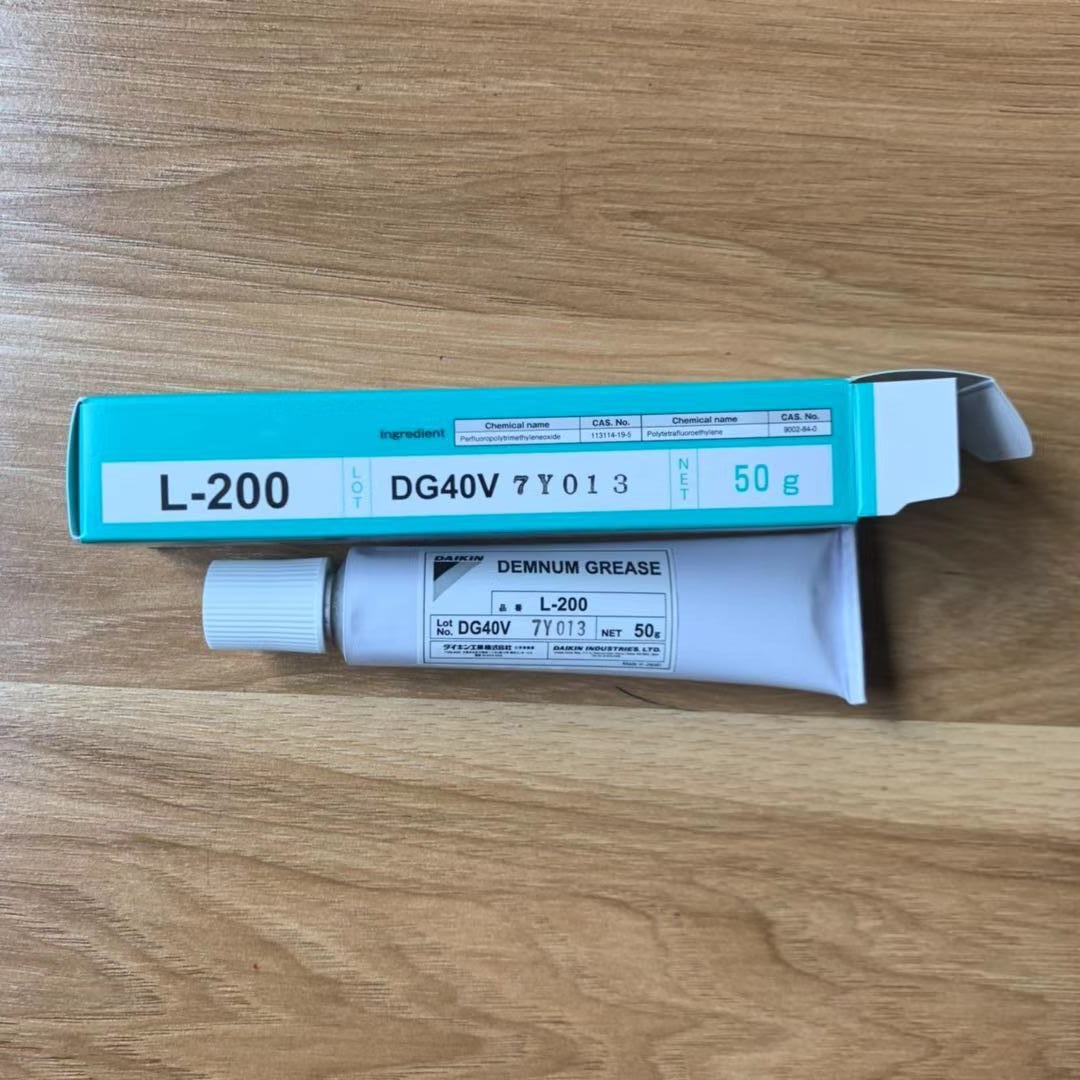 Ingredient
Chemical name CAS. No. Chemical name CAS. No.
Perfluoropolytrimethyleneoxide 113114-19-5 Polytetrafluoroethylene 9002-84-0
L-200 LOT DG40V 7Y013 NET 50 g
DAIKIN
DEMNUM GREASE
品番 L-200
Lot No. DG40V 7Y013 NET 50g
ダイキン工業株式会社
DAIKIN INDUSTRIES, LTD.
Made in Japan